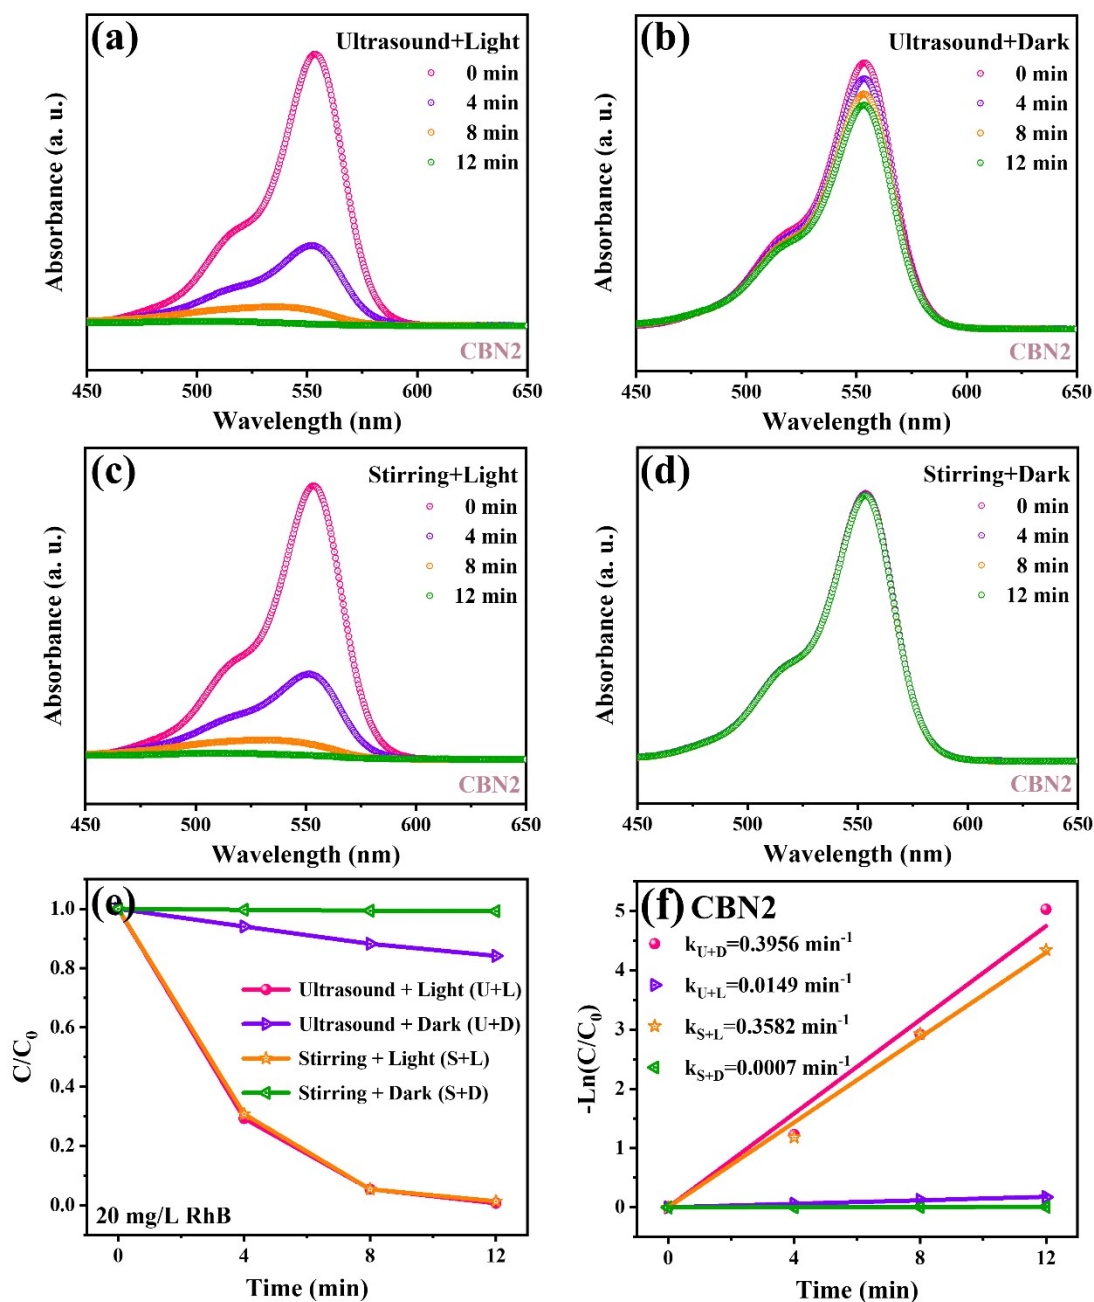 (a)
Ultrasound+Light
0 min
4 min
8 min
12 min
CBN2
Absorbance (a. u.)
450 500 550 600 650
Wavelength (nm)
(b)
Ultrasound+Dark
0 min
4 min
8 min
12 min
CBN2
Absorbance (a. u.)
450 500 550 600 650
Wavelength (nm)
(c)
Stirring+Light
0 min
4 min
8 min
12 min
CBN2
Absorbance (a. u.)
450 500 550 600 650
Wavelength (nm)
(d)
Stirring+Dark
0 min
4 min
8 min
12 min
CBN2
Absorbance (a. u.)
450 500 550 600 650
Wavelength (nm)
(e)
1.0
0.8
0.6
0.4
0.2
0.0
C/C₀
Ultrasound + Light (U+L)
Ultrasound + Dark (U+D)
Stirring + Light (S+L)
Stirring + Dark (S+D)
20 mg/L RhB
0 4 8 12
Time (min)
(f) CBN2
5
4
3
2
1
0
-Ln(C/C₀)
k_U+D=0.3956 min⁻¹
k_U+L=0.0149 min⁻¹
k_S+L=0.3582 min⁻¹
k_S+D=0.0007 min⁻¹
0 4 8 12
Time (min)